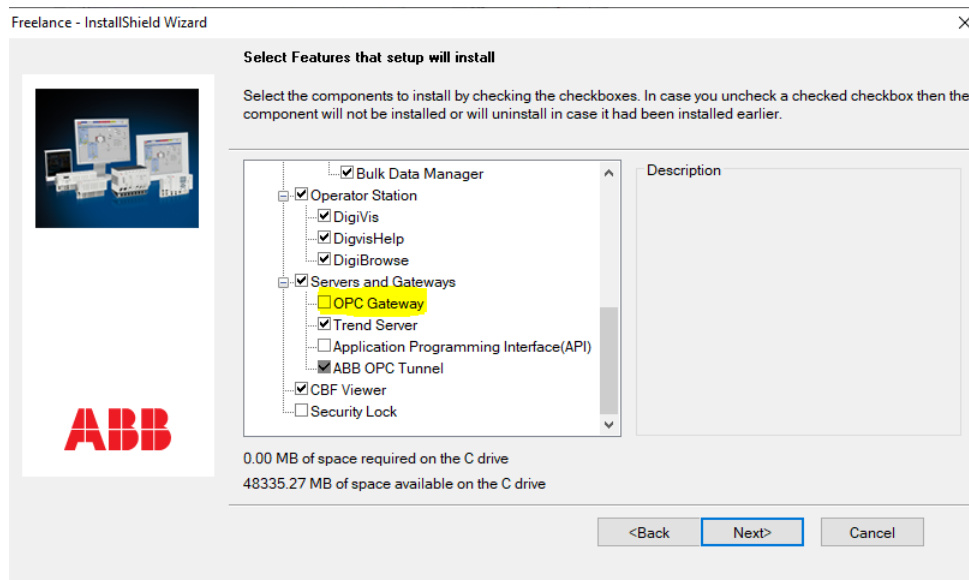 Freelance - InstallShield Wizard
Select Features that setup will install
Select the components to install by checking the checkboxes. In case you uncheck a checked checkbox then the
component will not be installed or will uninstall in case it had been installed earlier.
Bulk Data Manager
Operator Station
DigiVis
DigvisHelp
DigiBrowse
Servers and Gateways
OPC Gateway
Trend Server
Application Programming Interface(API)
ABB OPC Tunnel
CBF Viewer
Security Lock
Description
ABB
0.00 MB of space required on the C drive
48335.27 MB of space available on the C drive
<Back
Next>
Cancel